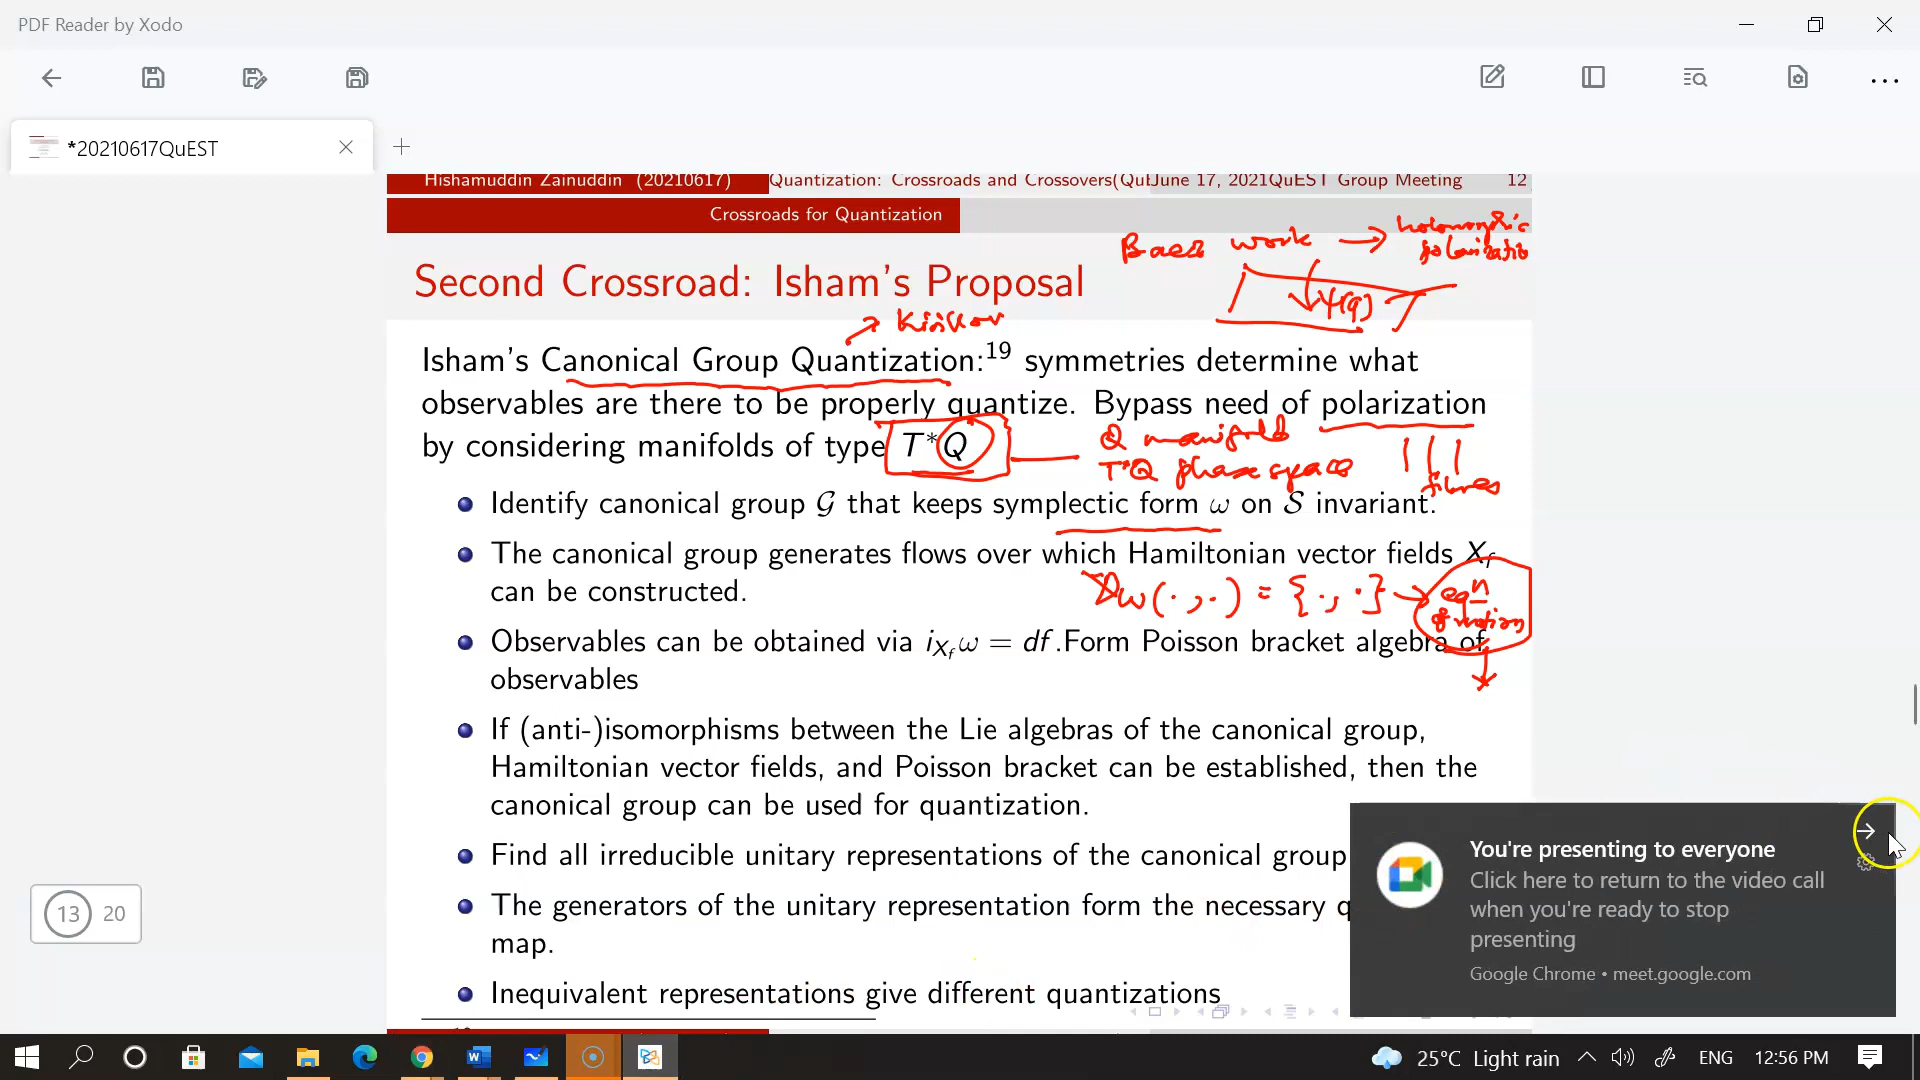 PDF Reader by Xodo
*20210617QuEST
Hishamuddin Zainuddin (20210617)
Quantization: Crossroads and Crossovers(QuE
June 17, 2021QuEST Group Meeting
12
Crossroads for Quantization
work → holomorphic
polarizatio
Second Crossroad: Isham's Proposal
ψ(q)
Isham's Canonical Group Quantization:19 symmetries determine what
observables are there to be properly quantize. Bypass need of polarization
by considering manifolds of type T*Q
Q manifold
T*Q phase space
fibres
Identify canonical group 𝒢 that keeps symplectic form ω on 𝒮 invariant.
The canonical group generates flows over which Hamiltonian vector fields Xf
can be constructed.
ω(·,·) = {·,·} →
eqn
of motion
Observables can be obtained via iXf ω = df.Form Poisson bracket algebra of
observables
If (anti-)isomorphisms between the Lie algebras of the canonical group,
Hamiltonian vector fields, and Poisson bracket can be established, then the
canonical group can be used for quantization.
Find all irreducible unitary representations of the canonical group
The generators of the unitary representation form the necessary q
map.
Inequivalent representations give different quantizations
You're presenting to everyone
Click here to return to the video call
when you're ready to stop
presenting
Google Chrome • meet.google.com
13 20
25°C Light rain
ENG
12:56 PM